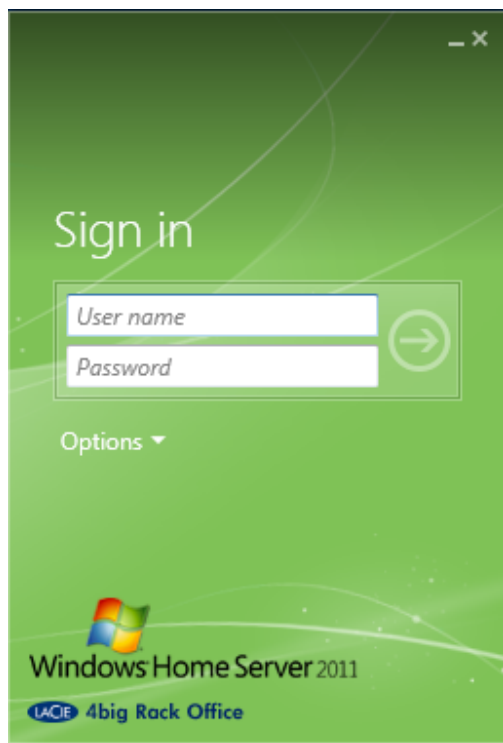 Sign in
User name
Password
Options
Windows Home Server 2011
LACIE 4big Rack Office